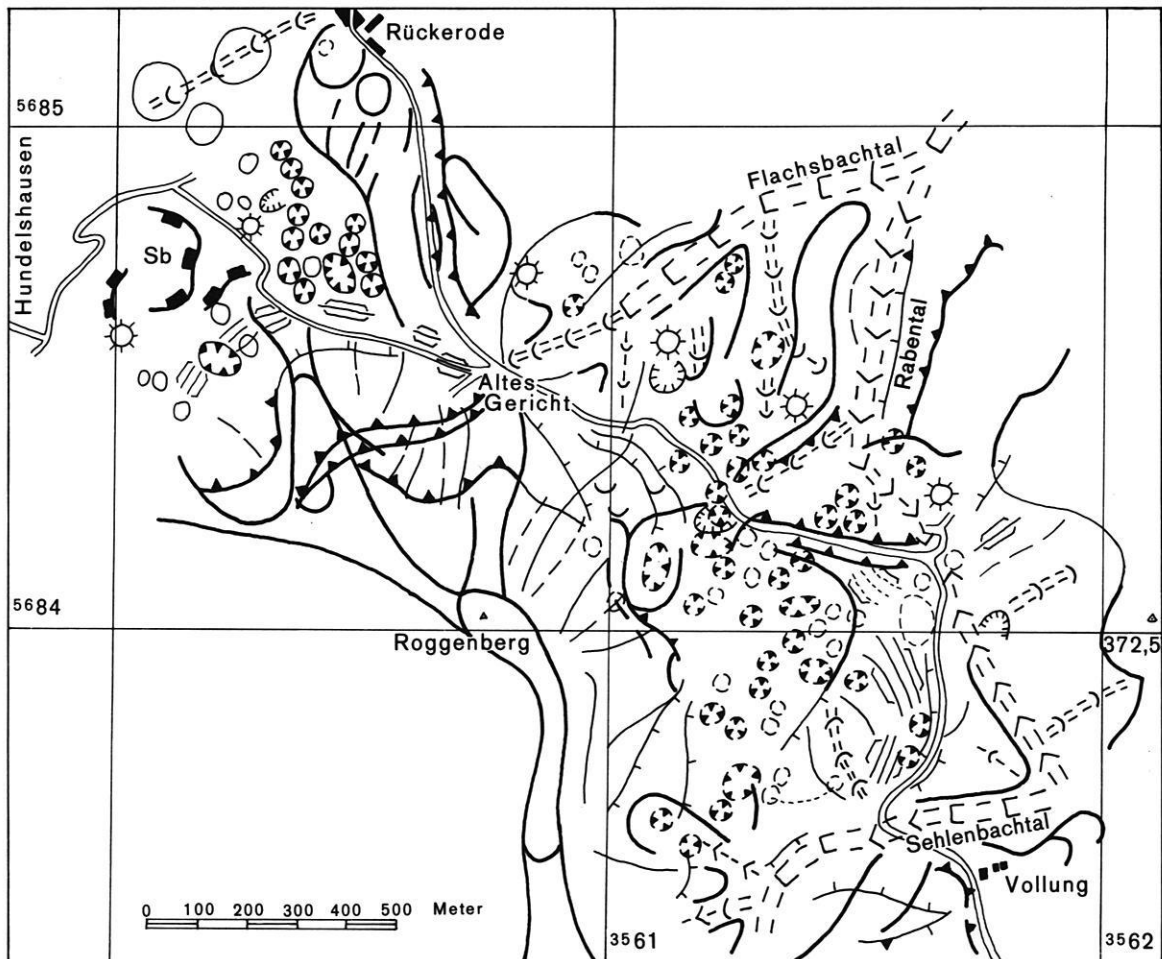 Rückerode
5685
Flachsbachtal
Hundelshausen
Sb
Rabental
Altes
Gericht
5684
Roggenberg
372,5
Sehlenbachtal
Vollung
0 100 200 300 400 500 Meter
3561
3562